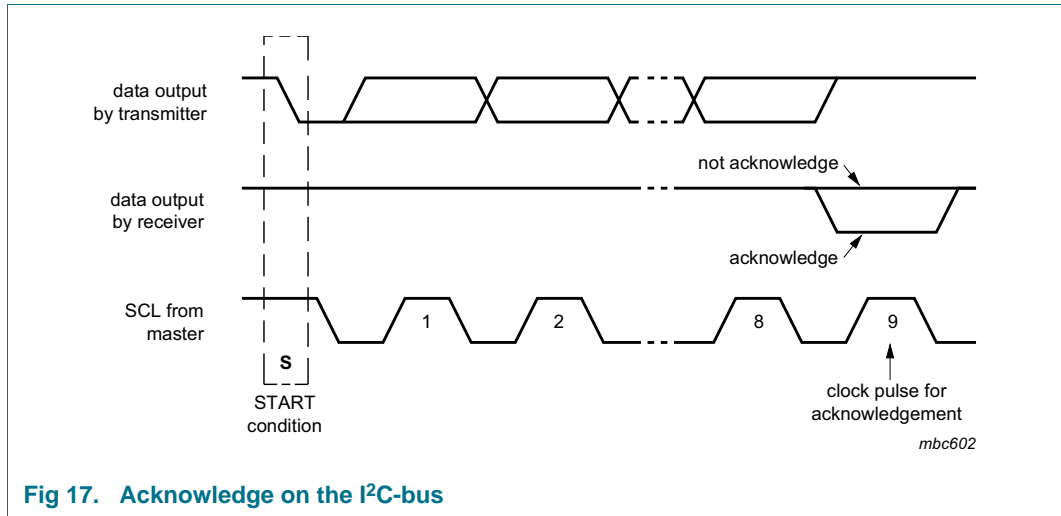 data output
by transmitter
not acknowledge
data output
by receiver
acknowledge
SCL from
master
1
2
8
9
S
START
condition
clock pulse for
acknowledgement
mbc602
Fig 17. Acknowledge on the I²C-bus